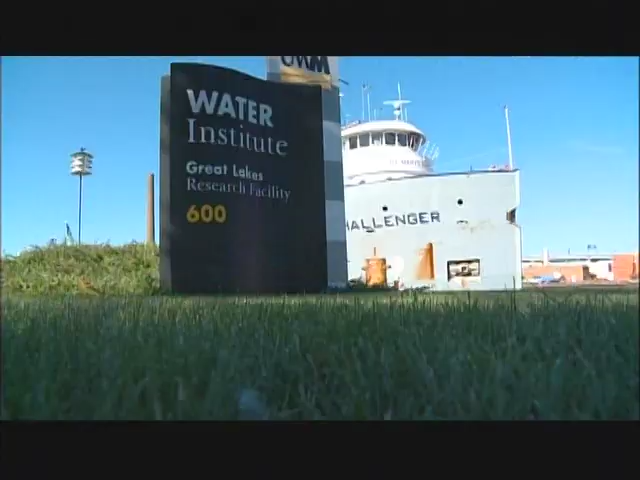 UWM
WATER
Institute
Great Lakes
Research Facility
600
HALLENGER